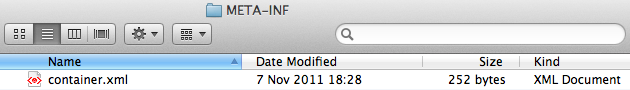 META-INF
Name Date Modified Size Kind
container.xml 7 Nov 2011 18:28 252 bytes XML Document